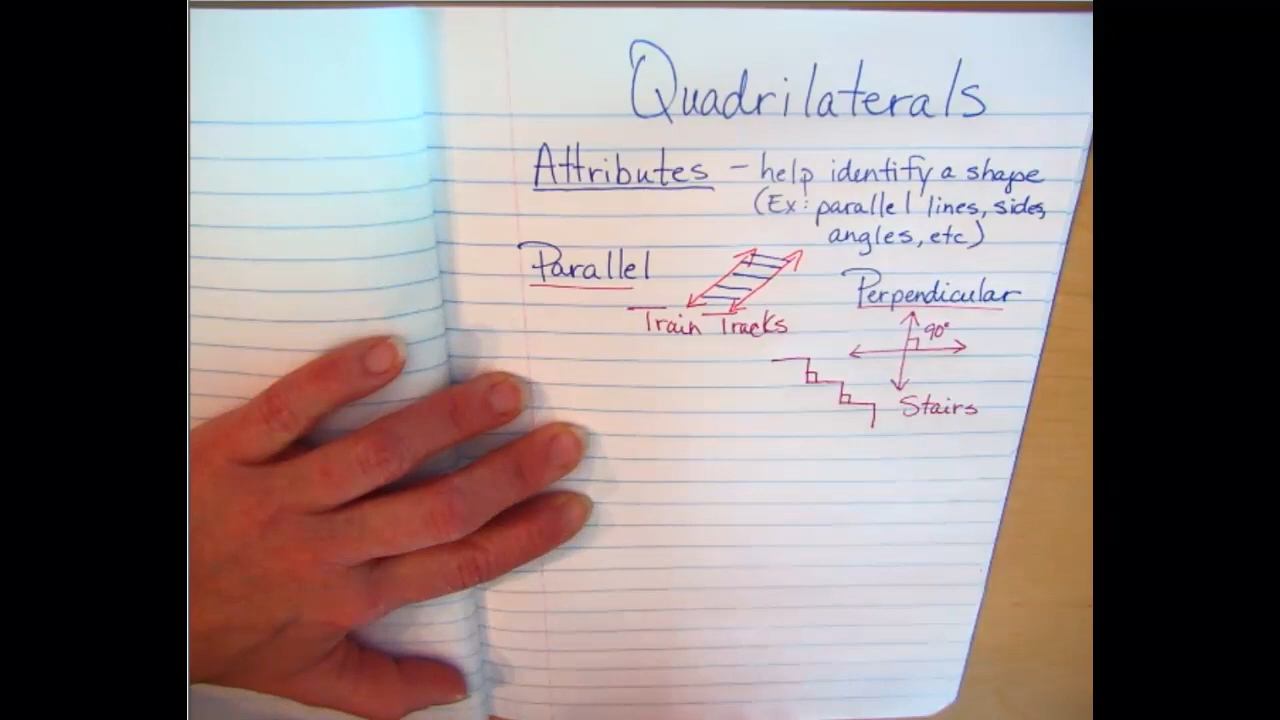 Quadrilaterals
Attributes – help identify a shape
(Ex: parallel lines, sides,
angles, etc)
Parallel
Train Tracks
Perpendicular
90°
Stairs